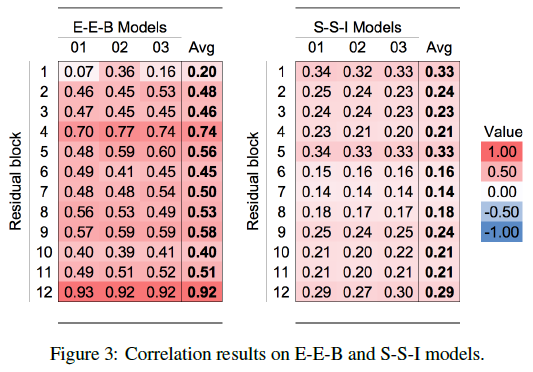 E-E-B Models
01 02 03 Avg
Residual block
1 0.07 0.36 0.16 0.20
2 0.46 0.45 0.53 0.48
3 0.47 0.45 0.45 0.46
4 0.70 0.77 0.74 0.74
5 0.48 0.59 0.60 0.56
6 0.49 0.41 0.45 0.45
7 0.48 0.48 0.54 0.50
8 0.56 0.53 0.49 0.53
9 0.57 0.59 0.59 0.58
10 0.40 0.39 0.41 0.40
11 0.49 0.51 0.52 0.51
12 0.93 0.92 0.92 0.92
S-S-I Models
01 02 03 Avg
Residual block
1 0.34 0.32 0.33 0.33
2 0.25 0.24 0.23 0.24
3 0.24 0.24 0.23 0.23
4 0.23 0.21 0.20 0.21
5 0.34 0.33 0.33 0.33
6 0.15 0.16 0.16 0.16
7 0.14 0.14 0.14 0.14
8 0.18 0.17 0.17 0.18
9 0.25 0.24 0.25 0.24
10 0.21 0.20 0.22 0.21
11 0.21 0.20 0.21 0.21
12 0.29 0.27 0.30 0.29
Value
1.00
0.50
0.00
-0.50
-1.00
Figure 3: Correlation results on E-E-B and S-S-I models.